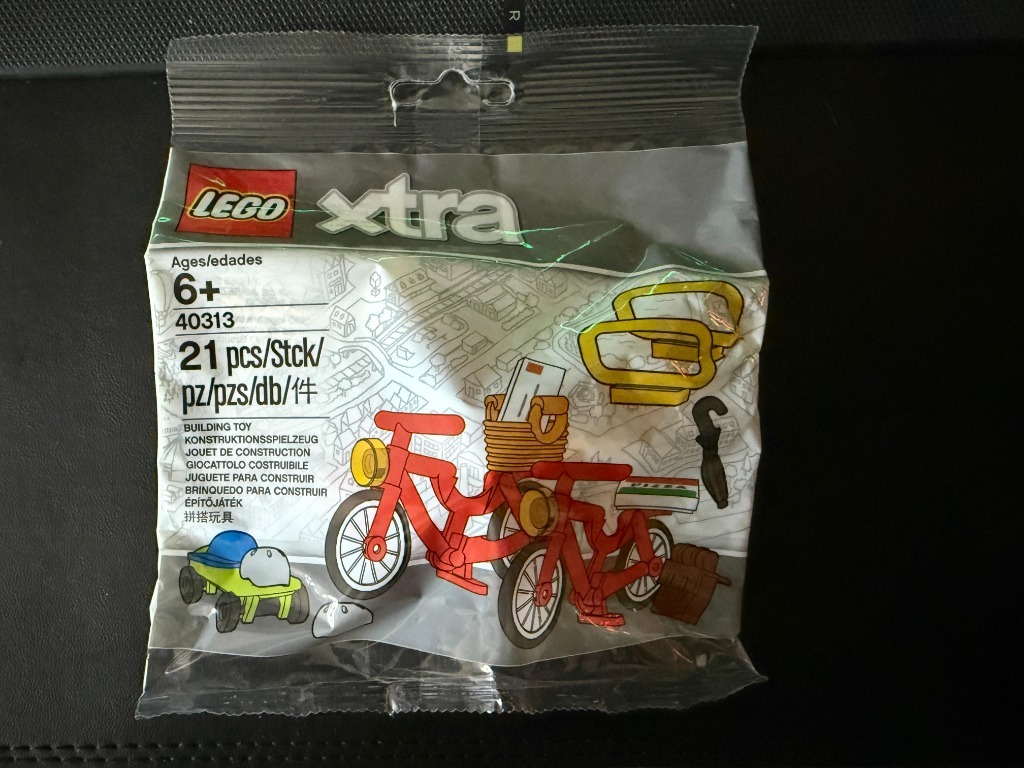 R
LEGO xtra
Ages/edades
6+
40313
21 pcs/Stck/
pz/pzs/db/件
BUILDING TOY
KONSTRUKTIONSSPIELZEUG
JOUET DE CONSTRUCTION
GIOCATTOLO COSTRUIBILE
JUGUETE PARA CONSTRUIR
BRINQUEDO PARA CONSTRUIR
ÉPÍTŐJÁTÉK
拼搭玩具
PIZZA